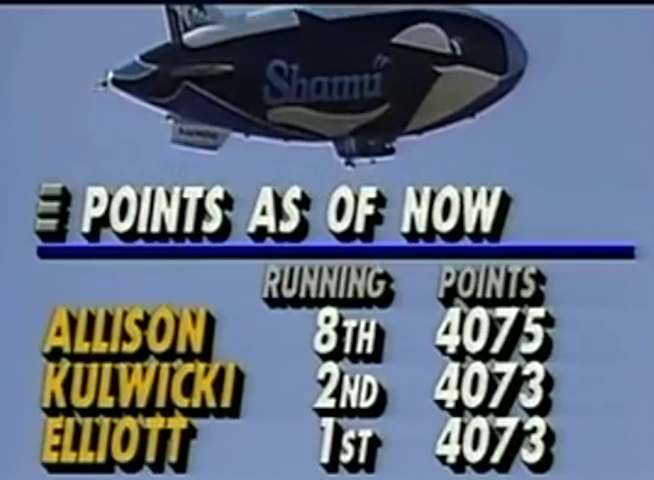 Shamu
POINTS AS OF NOW
RUNNING POINTS
ALLISON 8TH 4075
KULWICKI 2ND 4073
ELLIOTT 1ST 4073